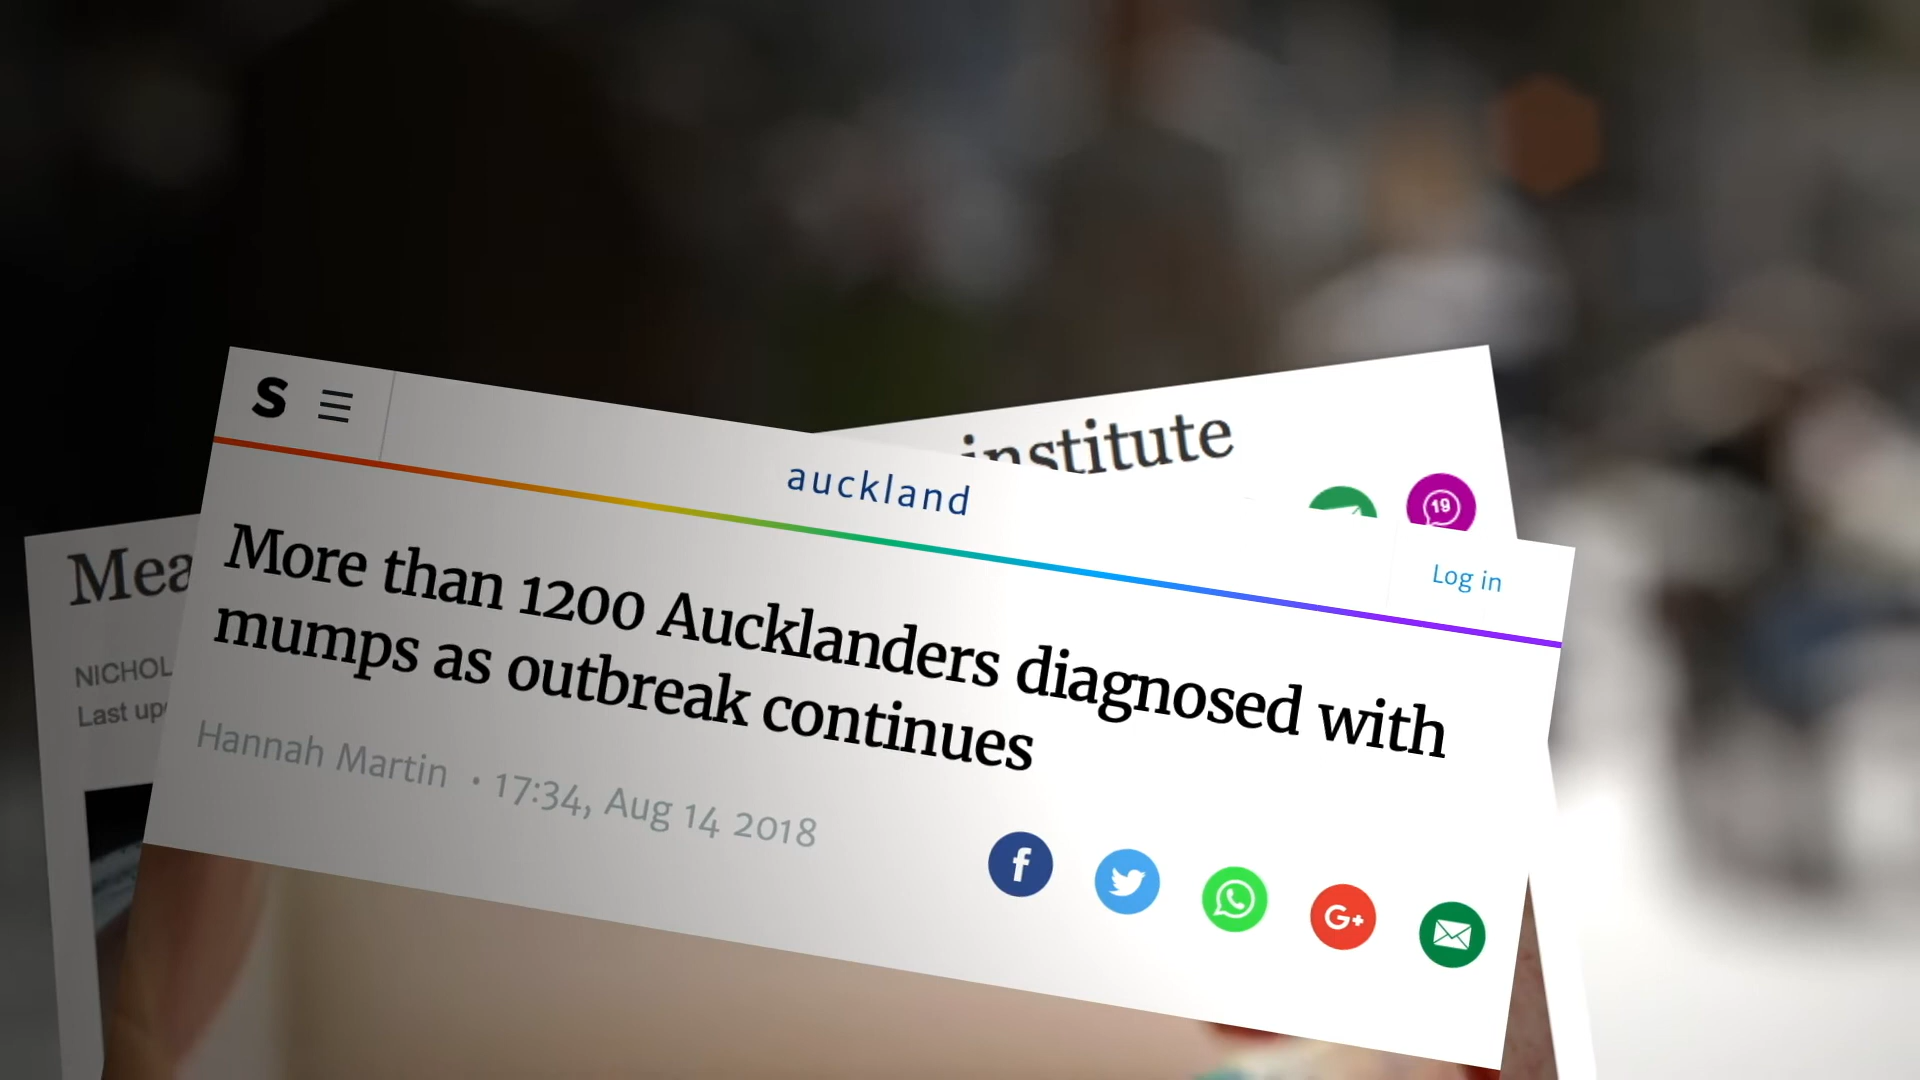 institute
19
S
auckland
Log in
More than 1200 Aucklanders diagnosed with
mumps as outbreak continues
Hannah Martin • 17:34, Aug 14 2018
f
G+
Mea
NICHOL
Last up